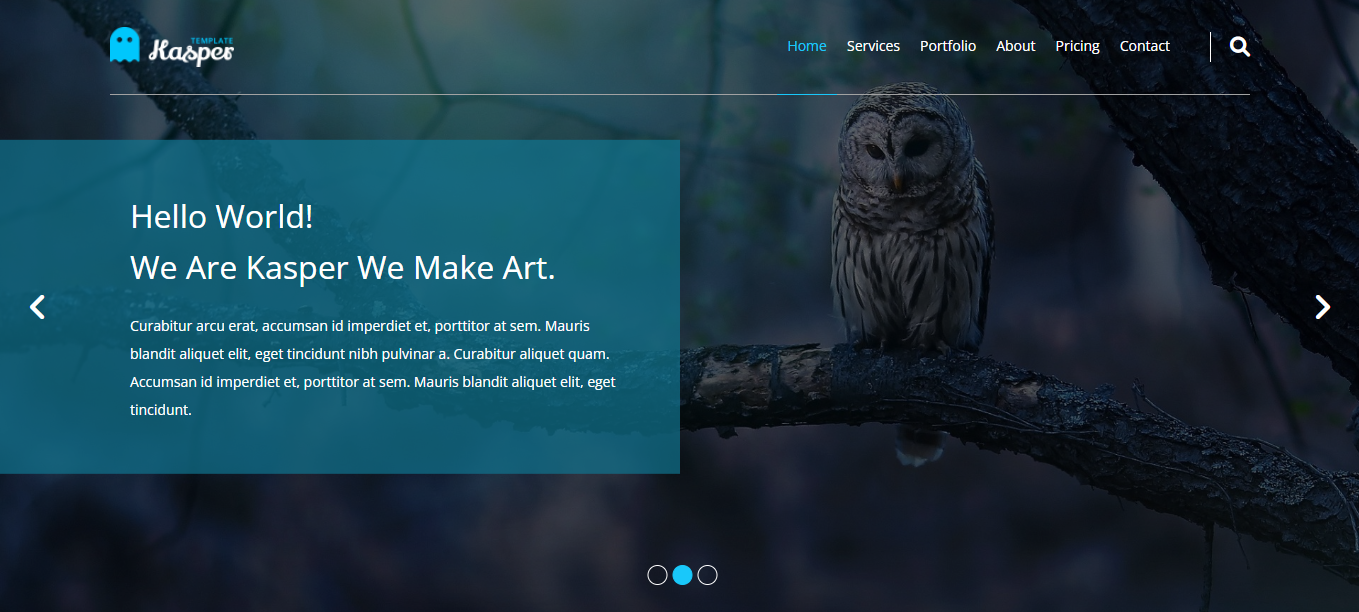 TEMPLATE
Kasper
Home Services Portfolio About Pricing Contact
Hello World!
We Are Kasper We Make Art.
Curabitur arcu erat, accumsan id imperdiet et, porttitor at sem. Mauris
blandit aliquet elit, eget tincidunt nibh pulvinar a. Curabitur aliquet quam.
Accumsan id imperdiet et, porttitor at sem. Mauris blandit aliquet elit, eget
tincidunt.